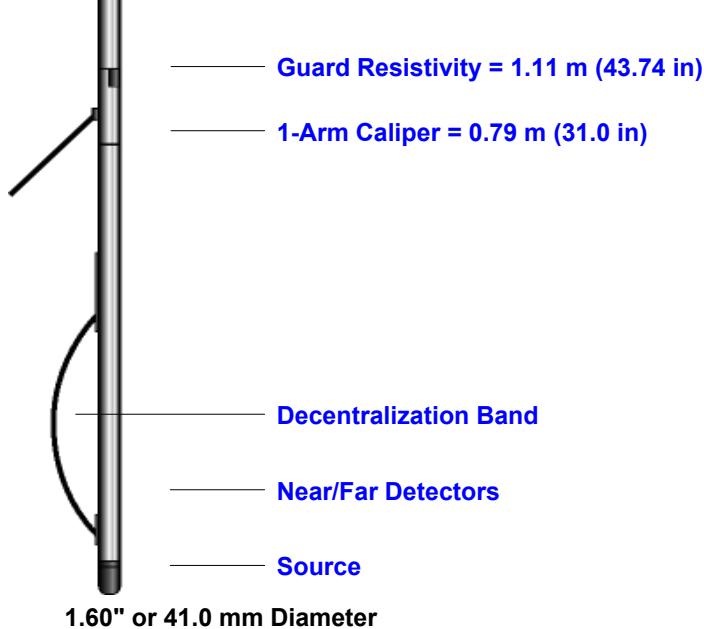 Guard Resistivity = 1.11 m (43.74 in)
1-Arm Caliper = 0.79 m (31.0 in)
Decentralization Band
Near/Far Detectors
Source
1.60" or 41.0 mm Diameter